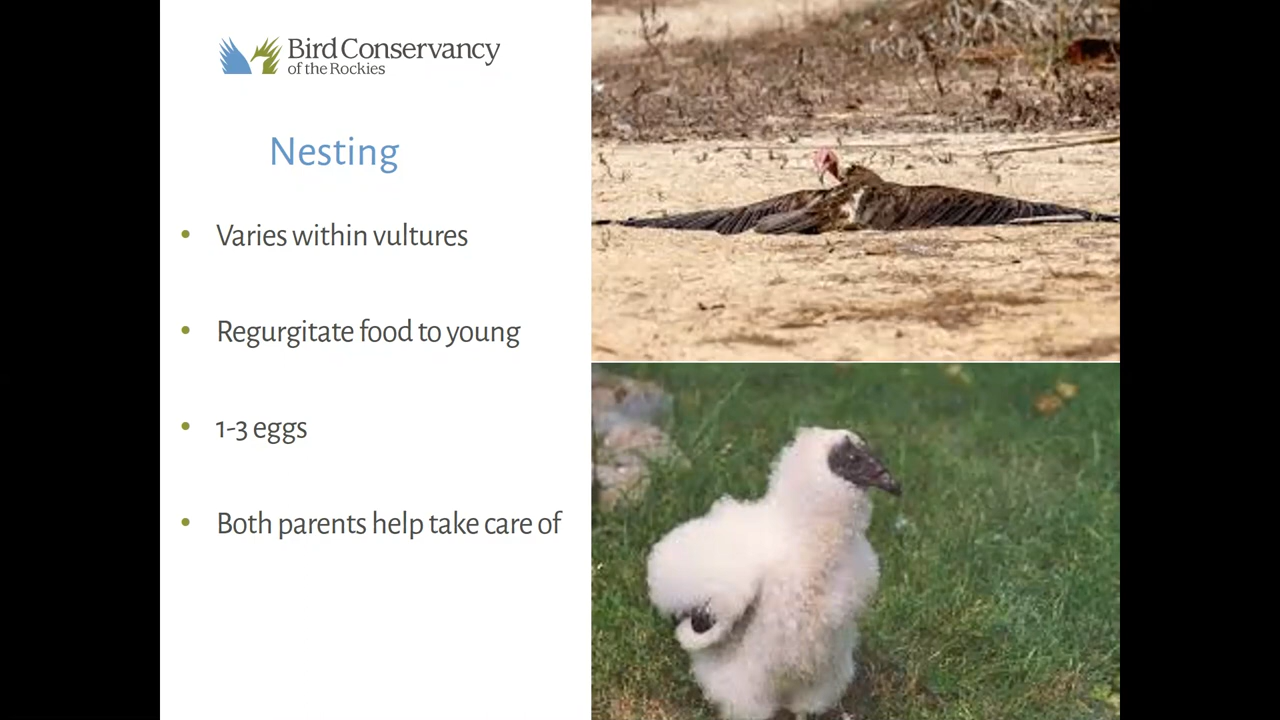 Bird Conservancy
of the Rockies
Nesting
• Varies within vultures
• Regurgitate food to young
• 1-3 eggs
• Both parents help take care of